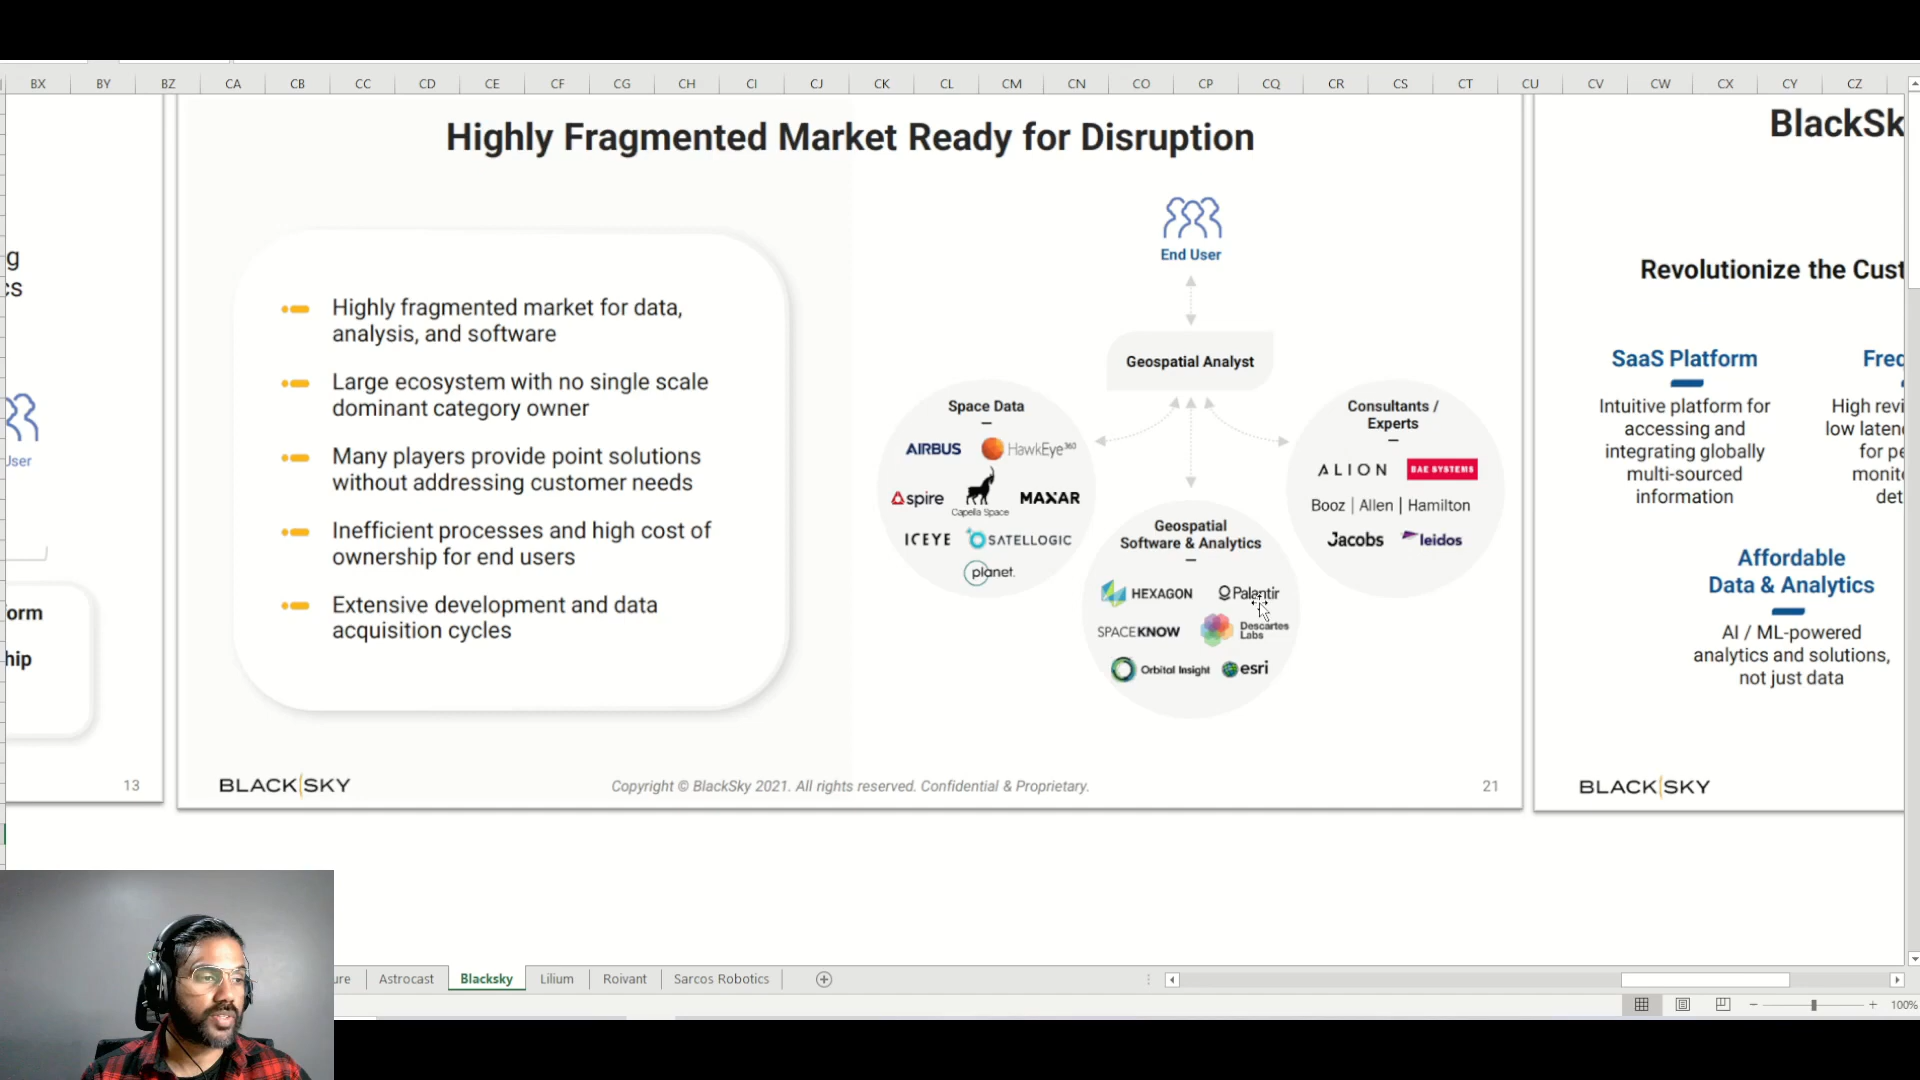 BX BY BZ CA CB CC CD CE CF CG CH CI CJ CK CL CM CN CO CP CQ CR CS CT CU CV CW CX CY CZ
Highly Fragmented Market Ready for Disruption
Highly fragmented market for data,
analysis, and software
Large ecosystem with no single scale
dominant category owner
Many players provide point solutions
without addressing customer needs
Inefficient processes and high cost of
ownership for end users
Extensive development and data
acquisition cycles
End User
Geospatial Analyst
Space Data
AIRBUS HawkEye360
spire Capella Space MAXAR
ICEYE SATELLOGIC
planet.
Geospatial
Software & Analytics
HEXAGON Palantir
SPACEKNOW Descartes
Labs
Orbital Insight esri
Consultants /
Experts
ALION BAE SYSTEMS
Booz | Allen | Hamilton
Jacobs leidos
BLACKSKY
Copyright © BlackSky 2021. All rights reserved. Confidential & Proprietary.
21
13
BlackSk
Revolutionize the Cust
SaaS Platform
Intuitive platform for
accessing and
integrating globally
multi-sourced
information
Freq
High revi
low laten
for pe
monit
det
Affordable
Data & Analytics
AI / ML-powered
analytics and solutions,
not just data
BLACKSKY
g
cs
User
orm
hip
ure Astrocast Blacksky Lilium Roivant Sarcos Robotics
100%